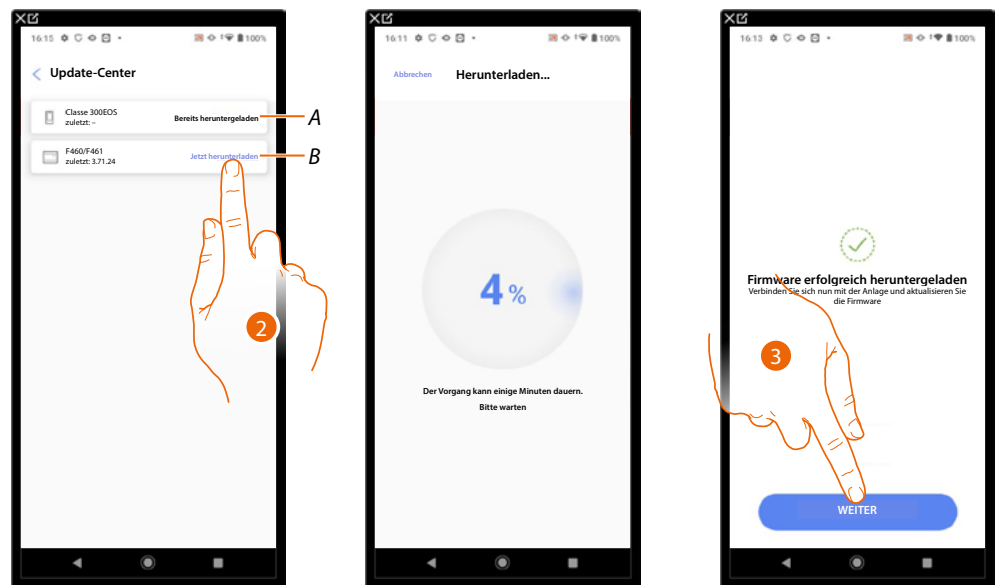 16:15
100%
Update-Center
Classe 300EOS
zuletzt: –
Bereits heruntergeladen
A
F460/F461
zuletzt: 3.71.24
Jetzt herunterladen
B
2
16:11
100%
Abbrechen
Herunterladen...
4%
Der Vorgang kann einige Minuten dauern.
Bitte warten
16:13
100%
Firmware erfolgreich heruntergeladen
Verbinden Sie sich nun mit der Anlage und aktualisieren Sie
die Firmware
3
WEITER